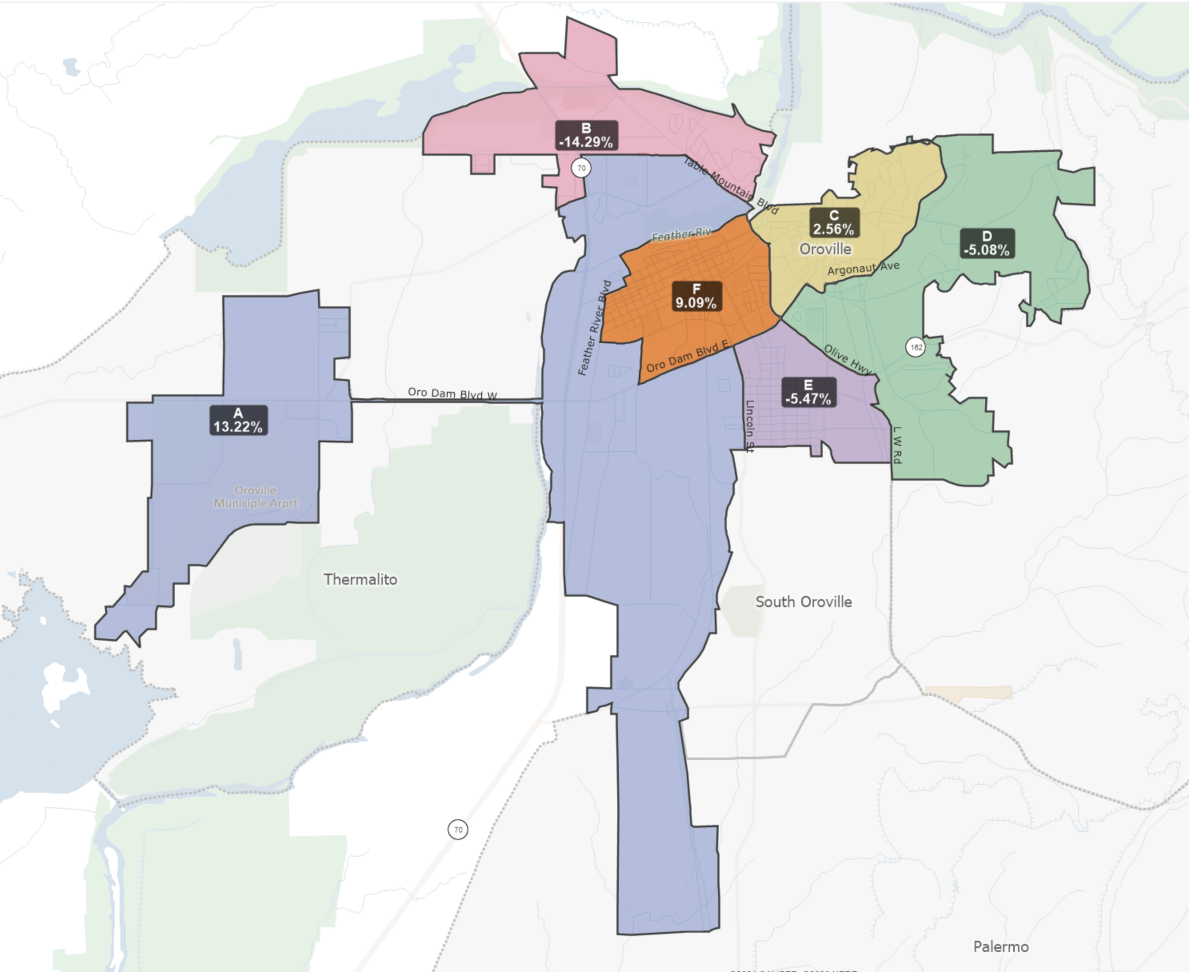 B
-14.29%
70
Table Mountain Blvd
C
2.56%
Oroville
D
-5.08%
Feather Riv
Argonaut Ave
F
9.09%
Feather River Blvd
Oro Dam Blvd E
Olive Hwy
162
E
-5.47%
Lincoln St
L W Rd
Oro Dam Blvd W
A
13.22%
Oroville
Municiple Arprt
Thermalito
South Oroville
70
Palermo